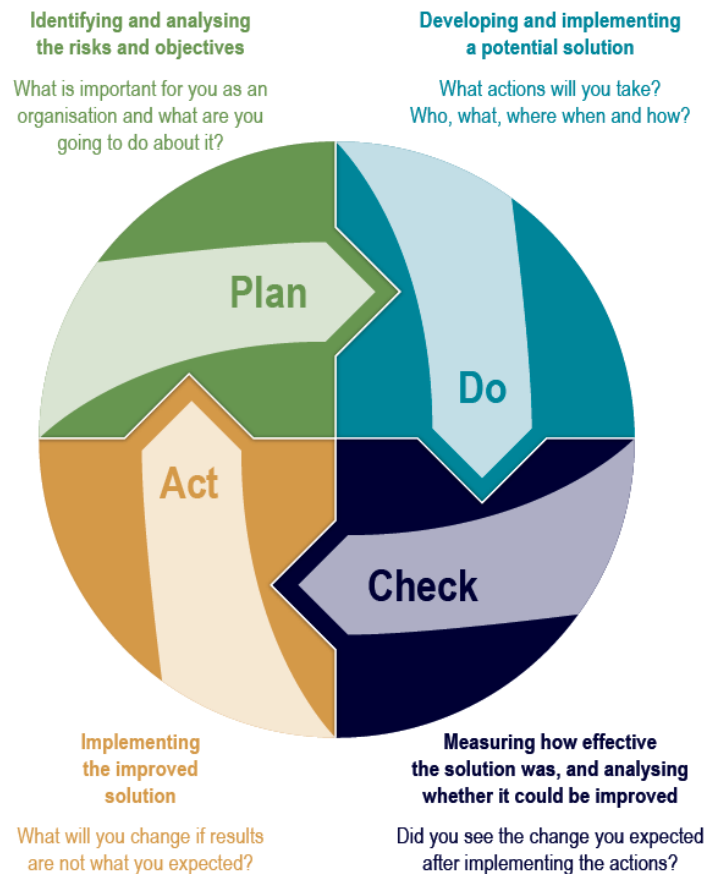 Identifying and analysing
the risks and objectives
What is important for you as an
organisation and what are you
going to do about it?
Developing and implementing
a potential solution
What actions will you take?
Who, what, where when and how?
Plan
Do
Act
Check
Implementing
the improved
solution
What will you change if results
are not what you expected?
Measuring how effective
the solution was, and analysing
whether it could be improved
Did you see the change you expected
after implementing the actions?